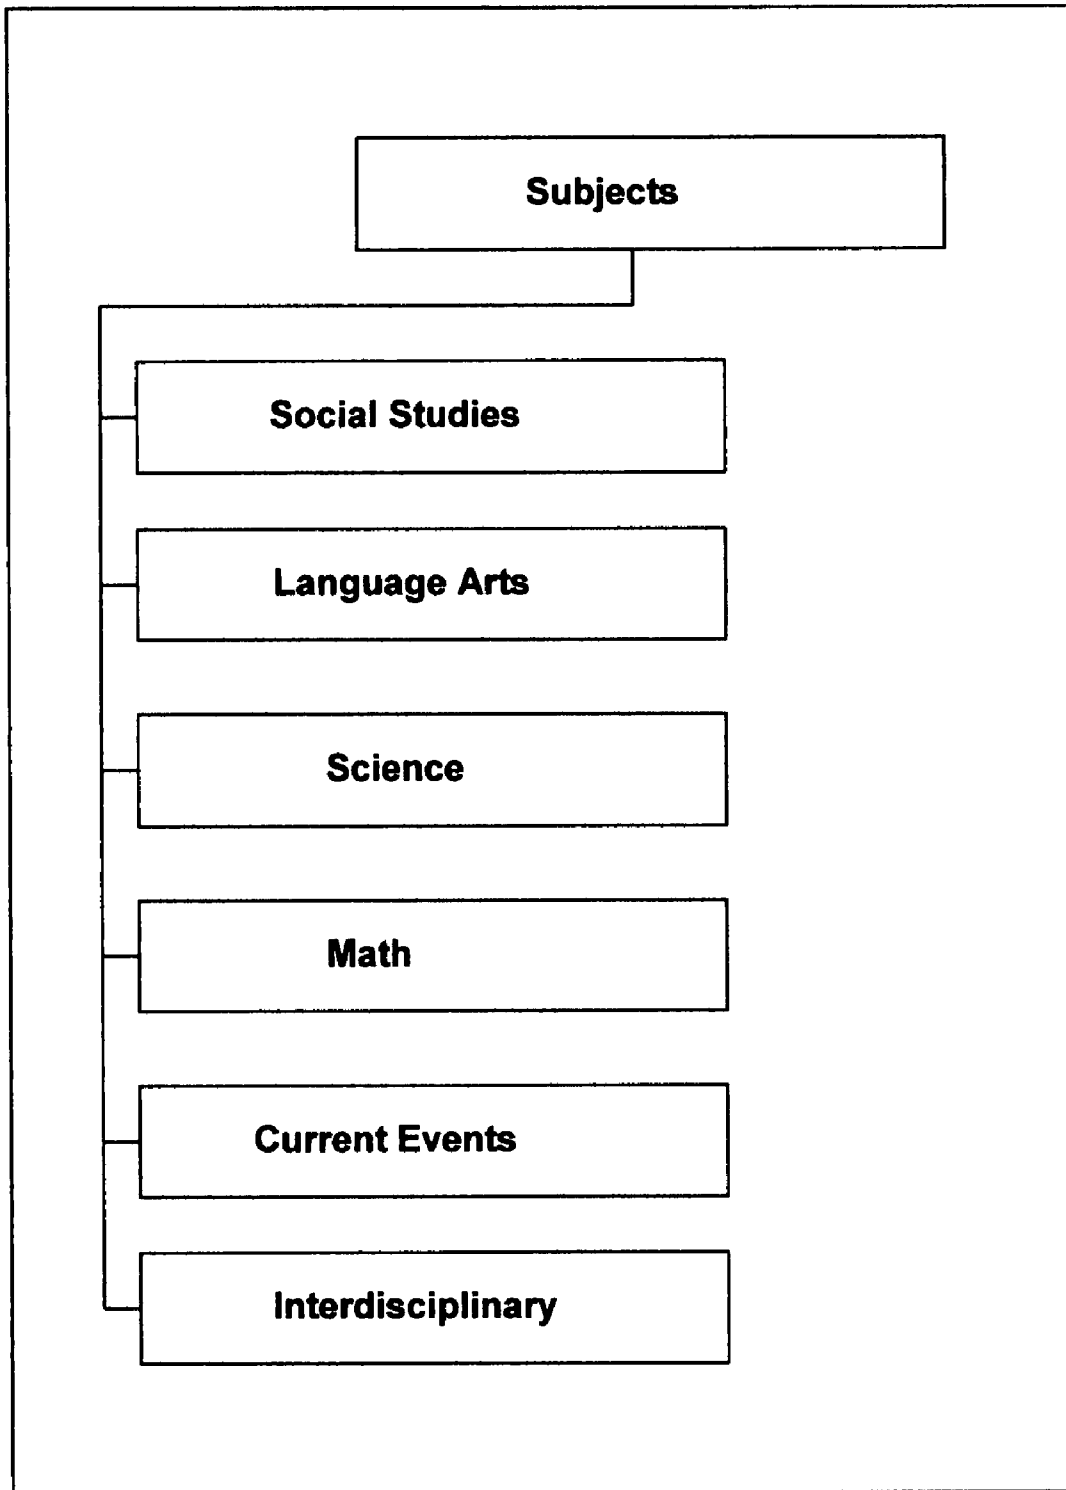 Subjects
Social Studies
Language Arts
Science
Math
Current Events
Interdisciplinary